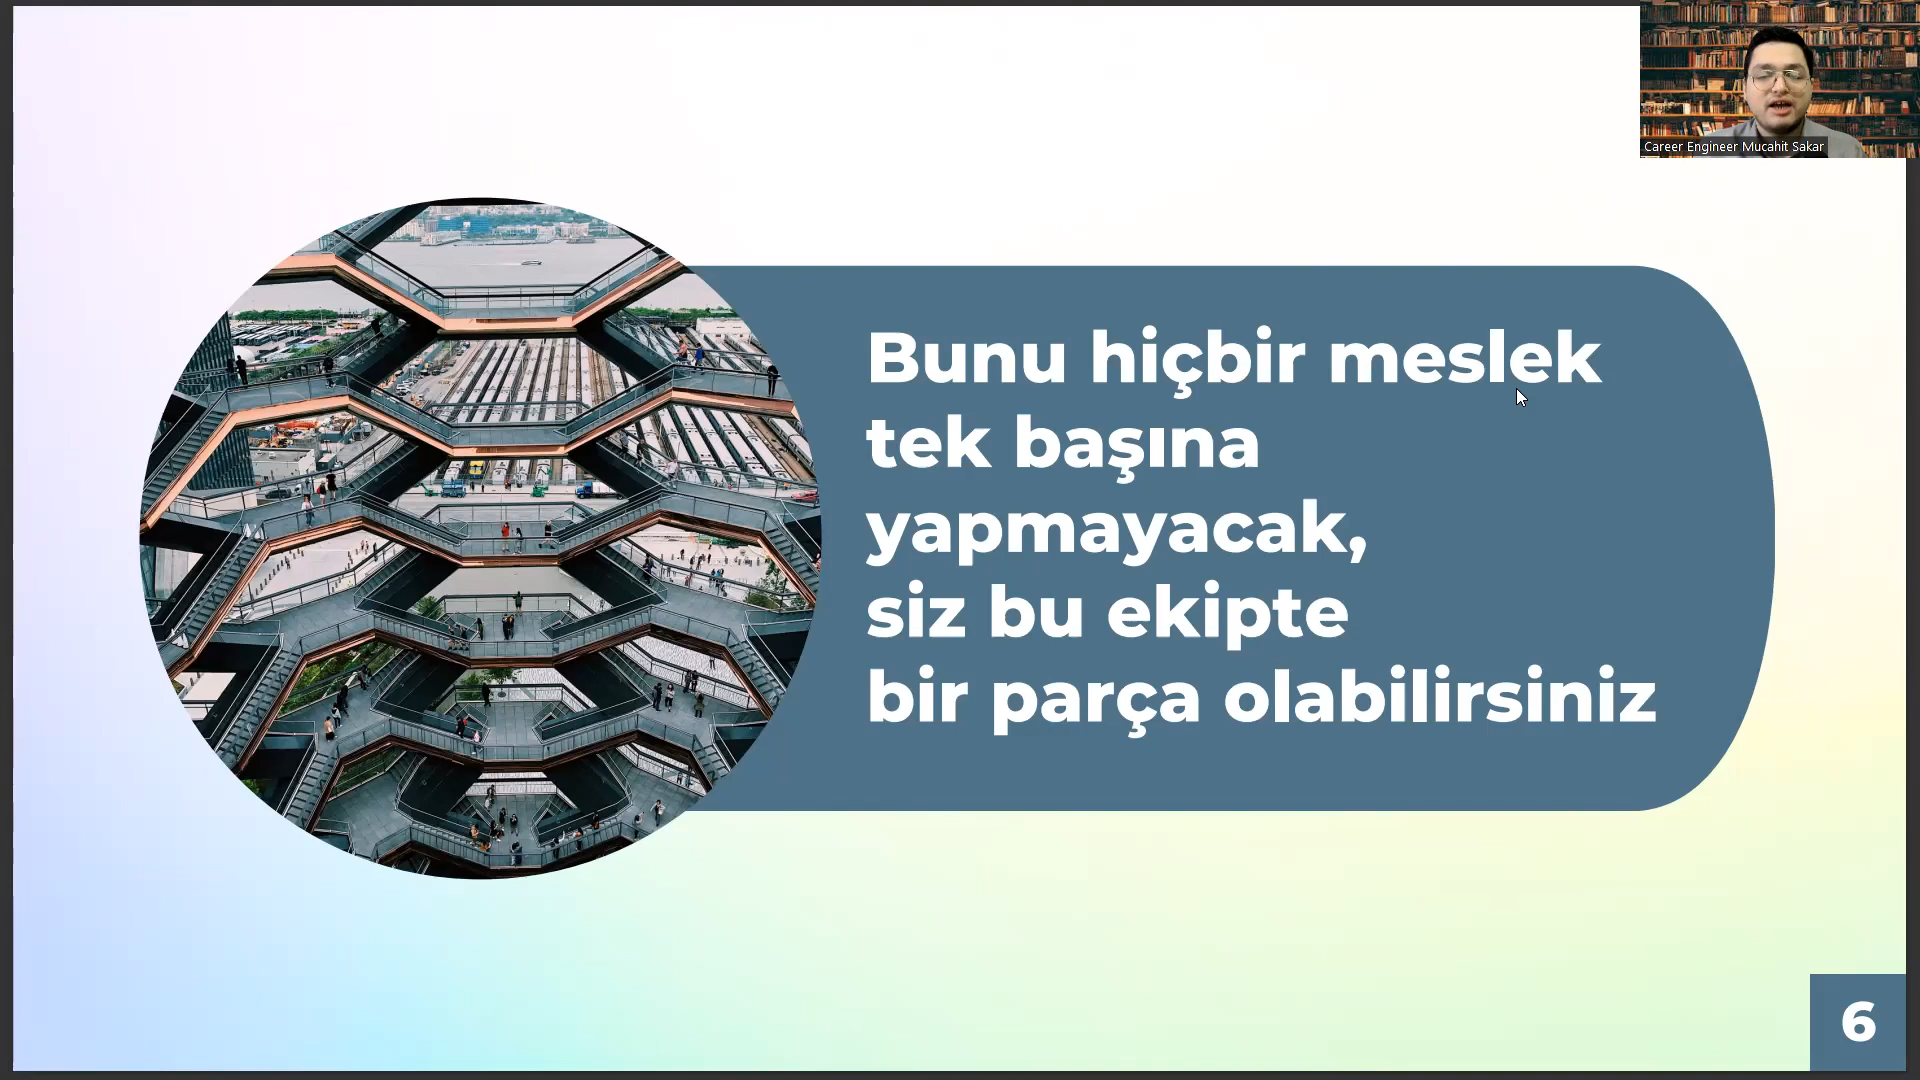 Career Engineer Mucahit Sakar
Bunu hiçbir meslek
tek başına
yapmayacak,
siz bu ekipte
bir parça olabilirsiniz
6